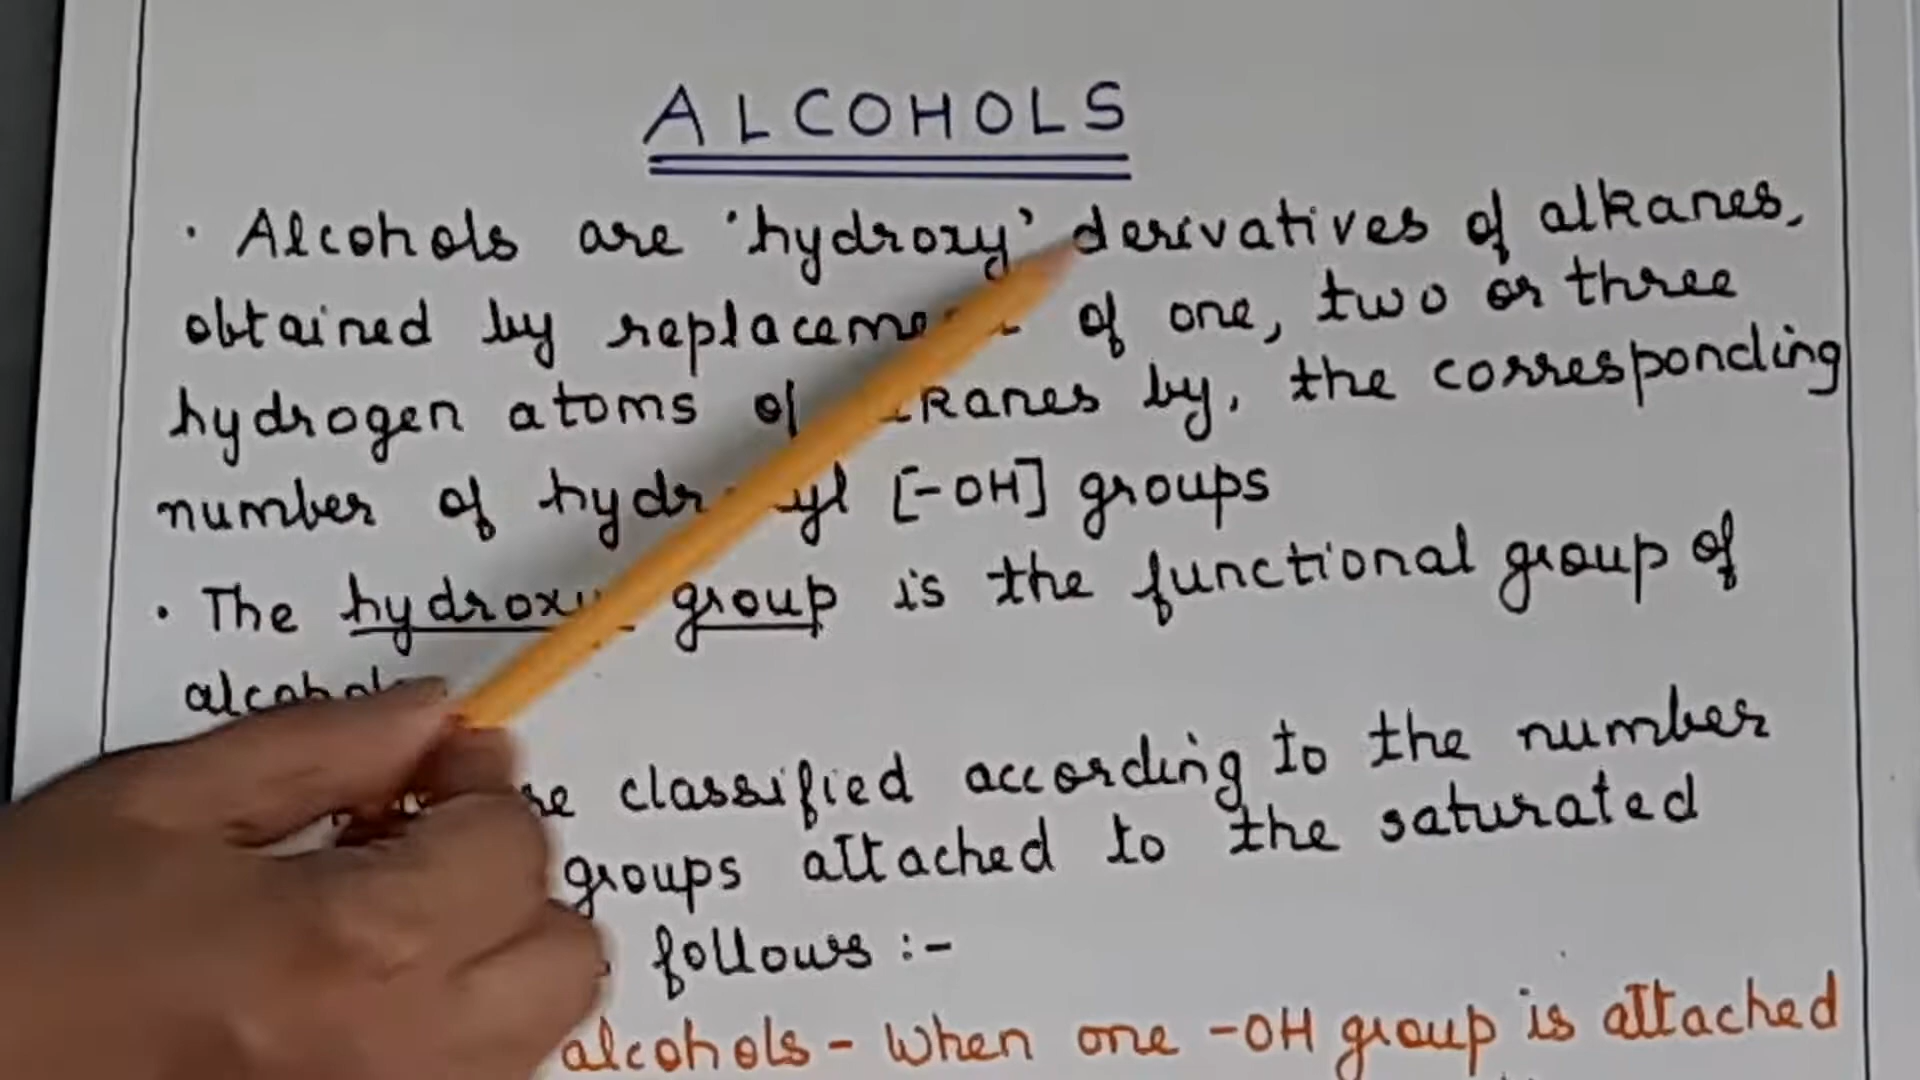 ALCOHOLS
· Alcohols are 'hydroxy' derivatives of alkanes,
obtained by of one, two or three
hydrogen atoms of by, the corresponding
number of [-OH] groups
· The group is the functional group of
classified according to the number
groups attached to the saturated
follows :-
alcohols - When one -OH group is attached